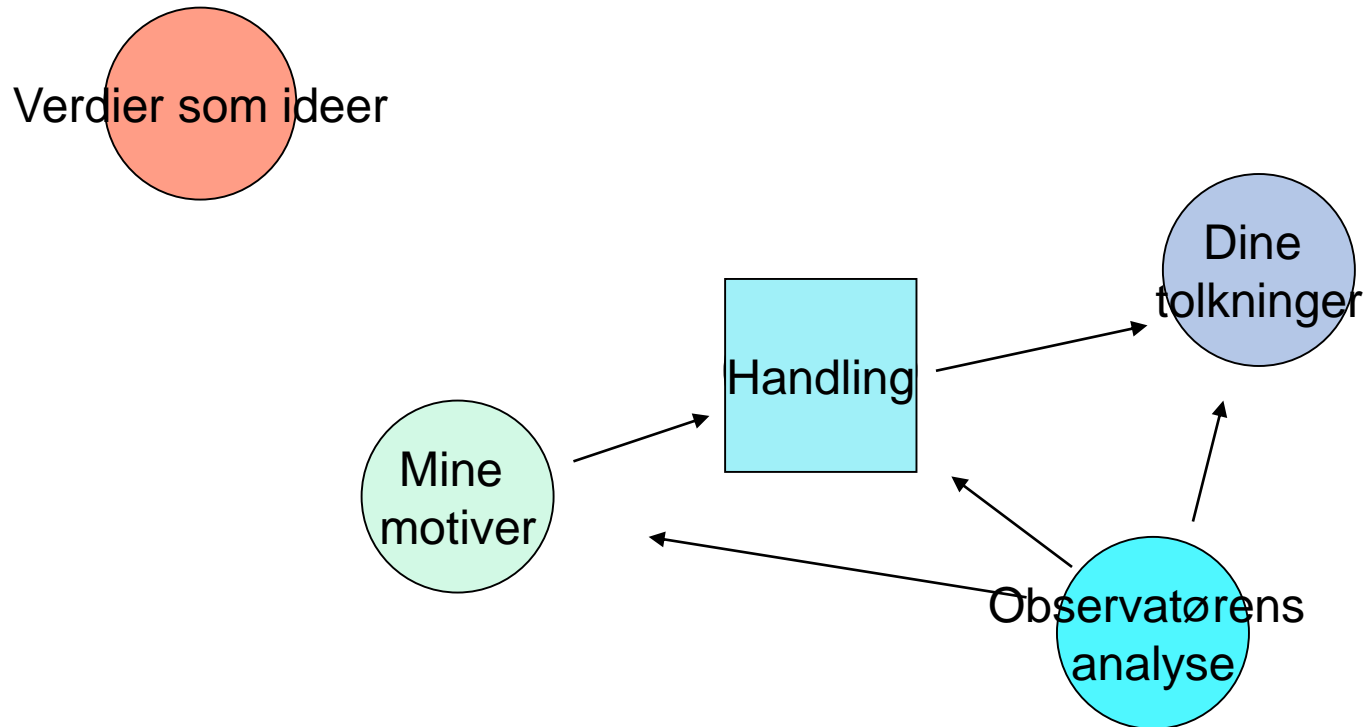 Verdier som ideer
Dine
tolkninger
Handling
Mine
motiver
Observatørens
analyse